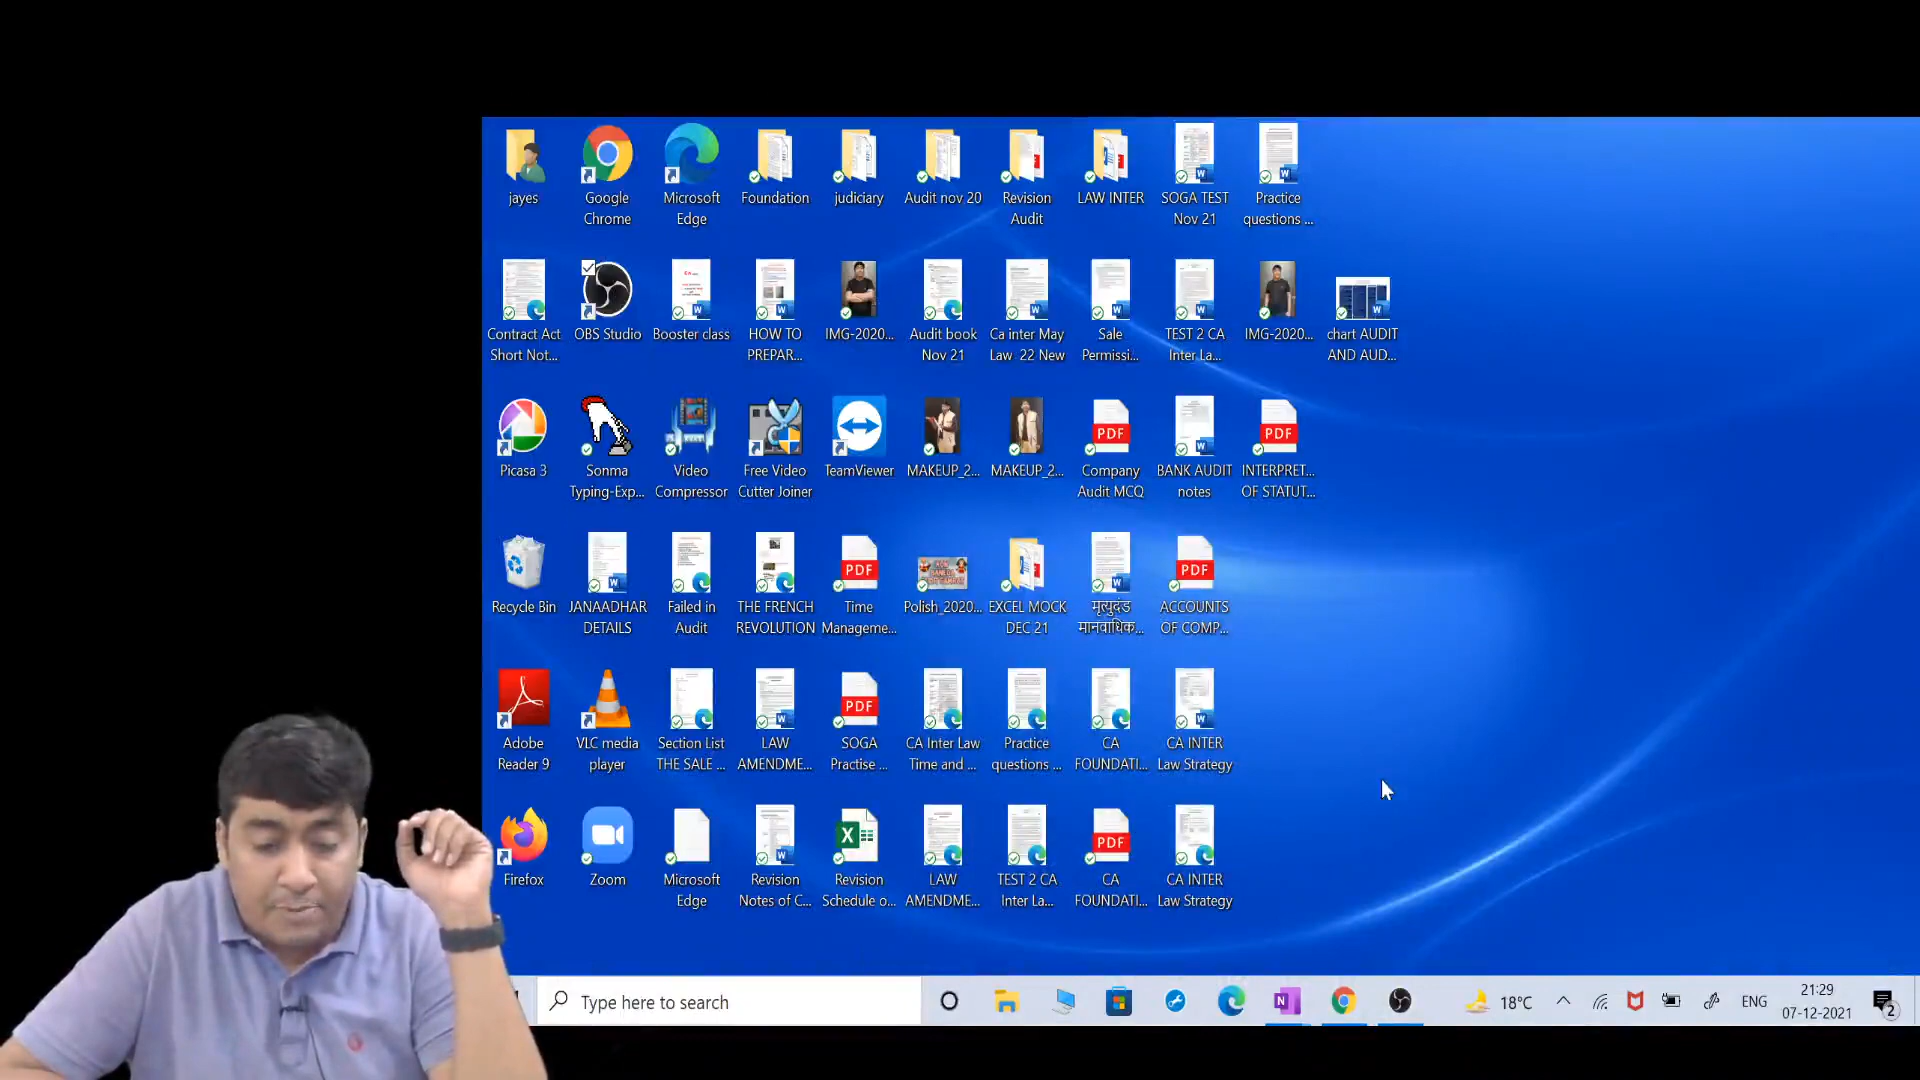 jayes
Google
Chrome
Microsoft
Edge
Foundation
judiciary
Audit nov 20
Revision
Audit
LAW INTER
SOGA TEST
Nov 21
Practice
questions ...
Contract Act
Short Not...
OBS Studio
Booster class
HOW TO
PREPAR...
IMG-2020...
Audit book
Nov 21
Ca inter May
Law 22 New
Sale
Permissi...
TEST 2 CA
Inter La...
IMG-2020...
chart AUDIT
AND AUD...
Picasa 3
Sonma
Typing-Exp...
Video
Compressor
Free Video
Cutter Joiner
TeamViewer
MAKEUP_2...
MAKEUP_2...
PDF
Company
Audit MCQ
BANK AUDIT
notes
PDF
INTERPRET...
OF STATUT...
Recycle Bin
JANAADHAR
DETAILS
Failed in
Audit
THE FRENCH
REVOLUTION
PDF
Time
Manageme...
Polish_2020...
EXCEL MOCK
DEC 21
मृत्युदंड
मानवाधिक...
PDF
ACCOUNTS
OF COMP...
Adobe
Reader 9
VLC media
player
Section List
THE SALE ...
LAW
AMENDME...
PDF
SOGA
Practise ...
CA Inter Law
Time and ...
Practice
questions ...
CA
FOUNDATI...
CA INTER
Law Strategy
Firefox
Zoom
Microsoft
Edge
Revision
Notes of C...
Revision
Schedule o...
LAW
AMENDME...
TEST 2 CA
Inter La...
PDF
CA
FOUNDATI...
CA INTER
Law Strategy
Type here to search
18°C
ENG
21:29
07-12-2021
2